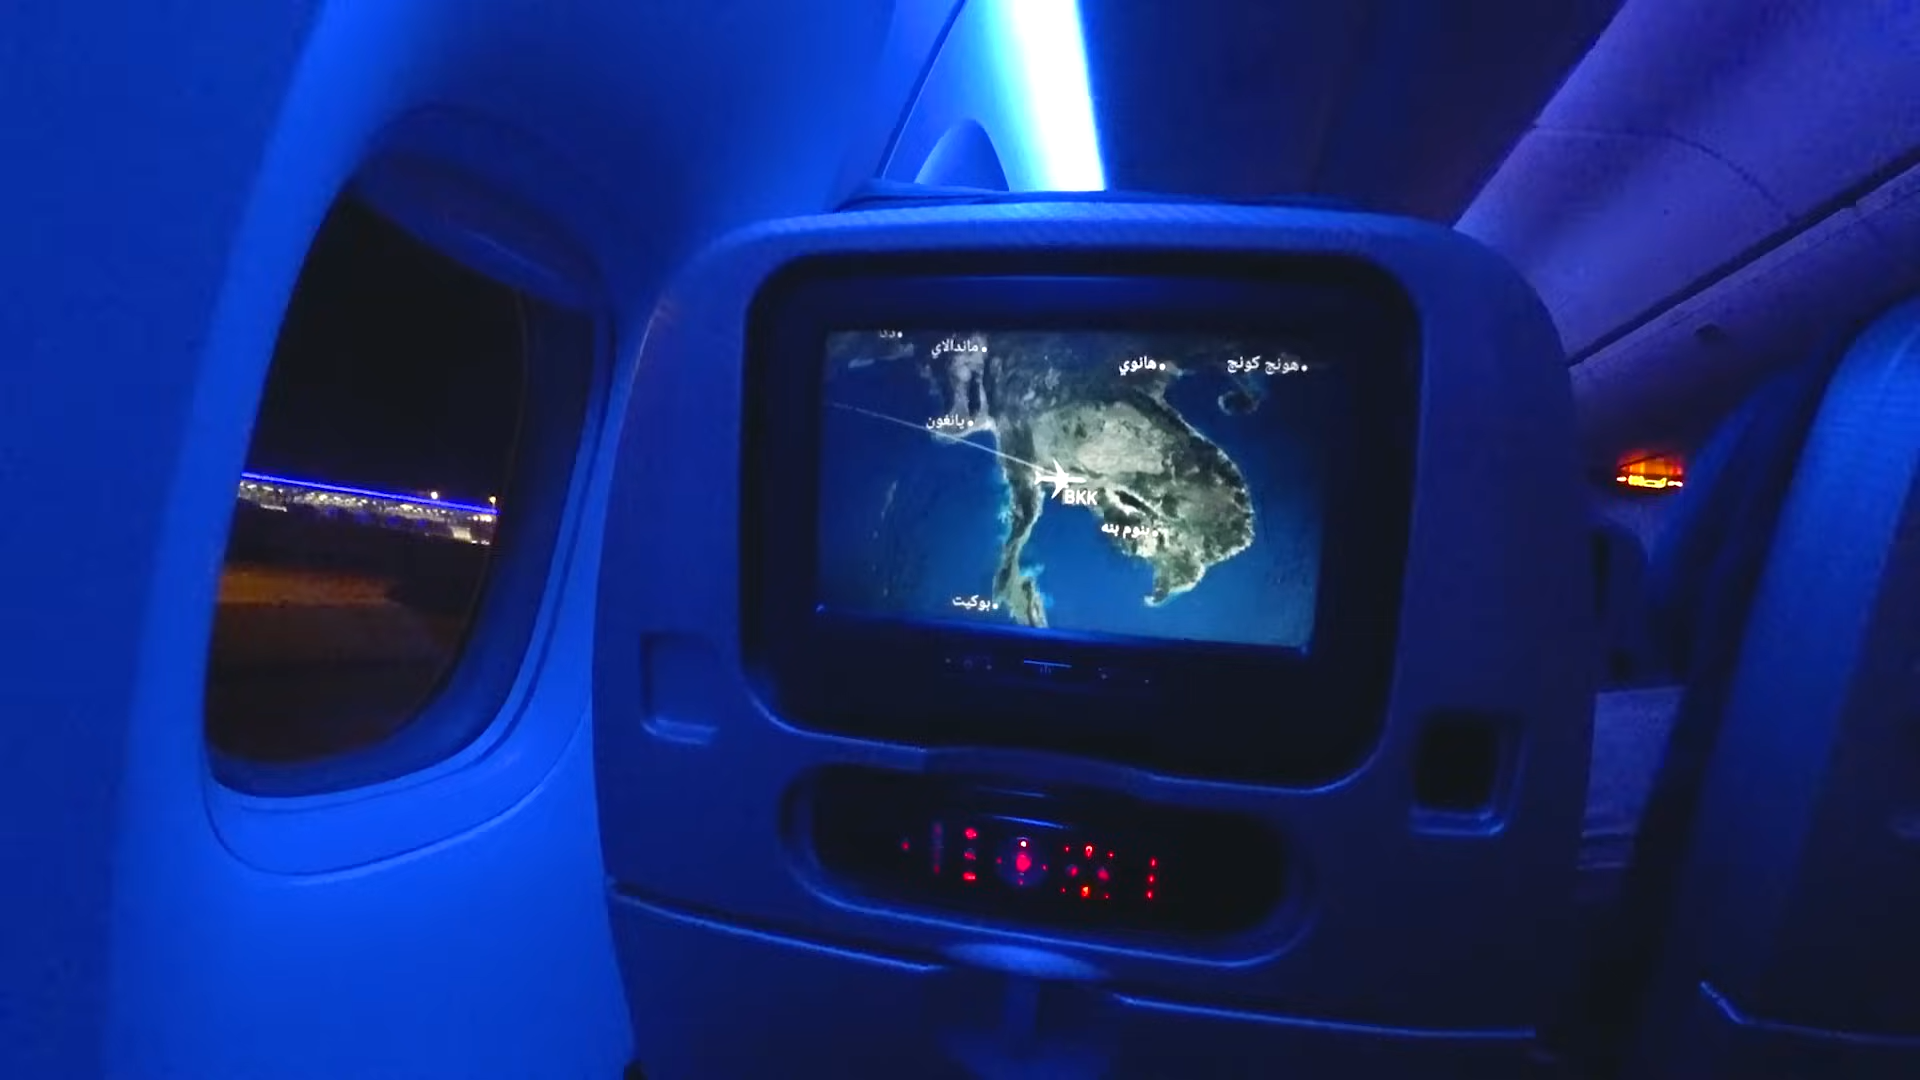 ماندالاي
هانوي
هونج كونج
يانغون
BKK
بنوم بنه
بوكيت